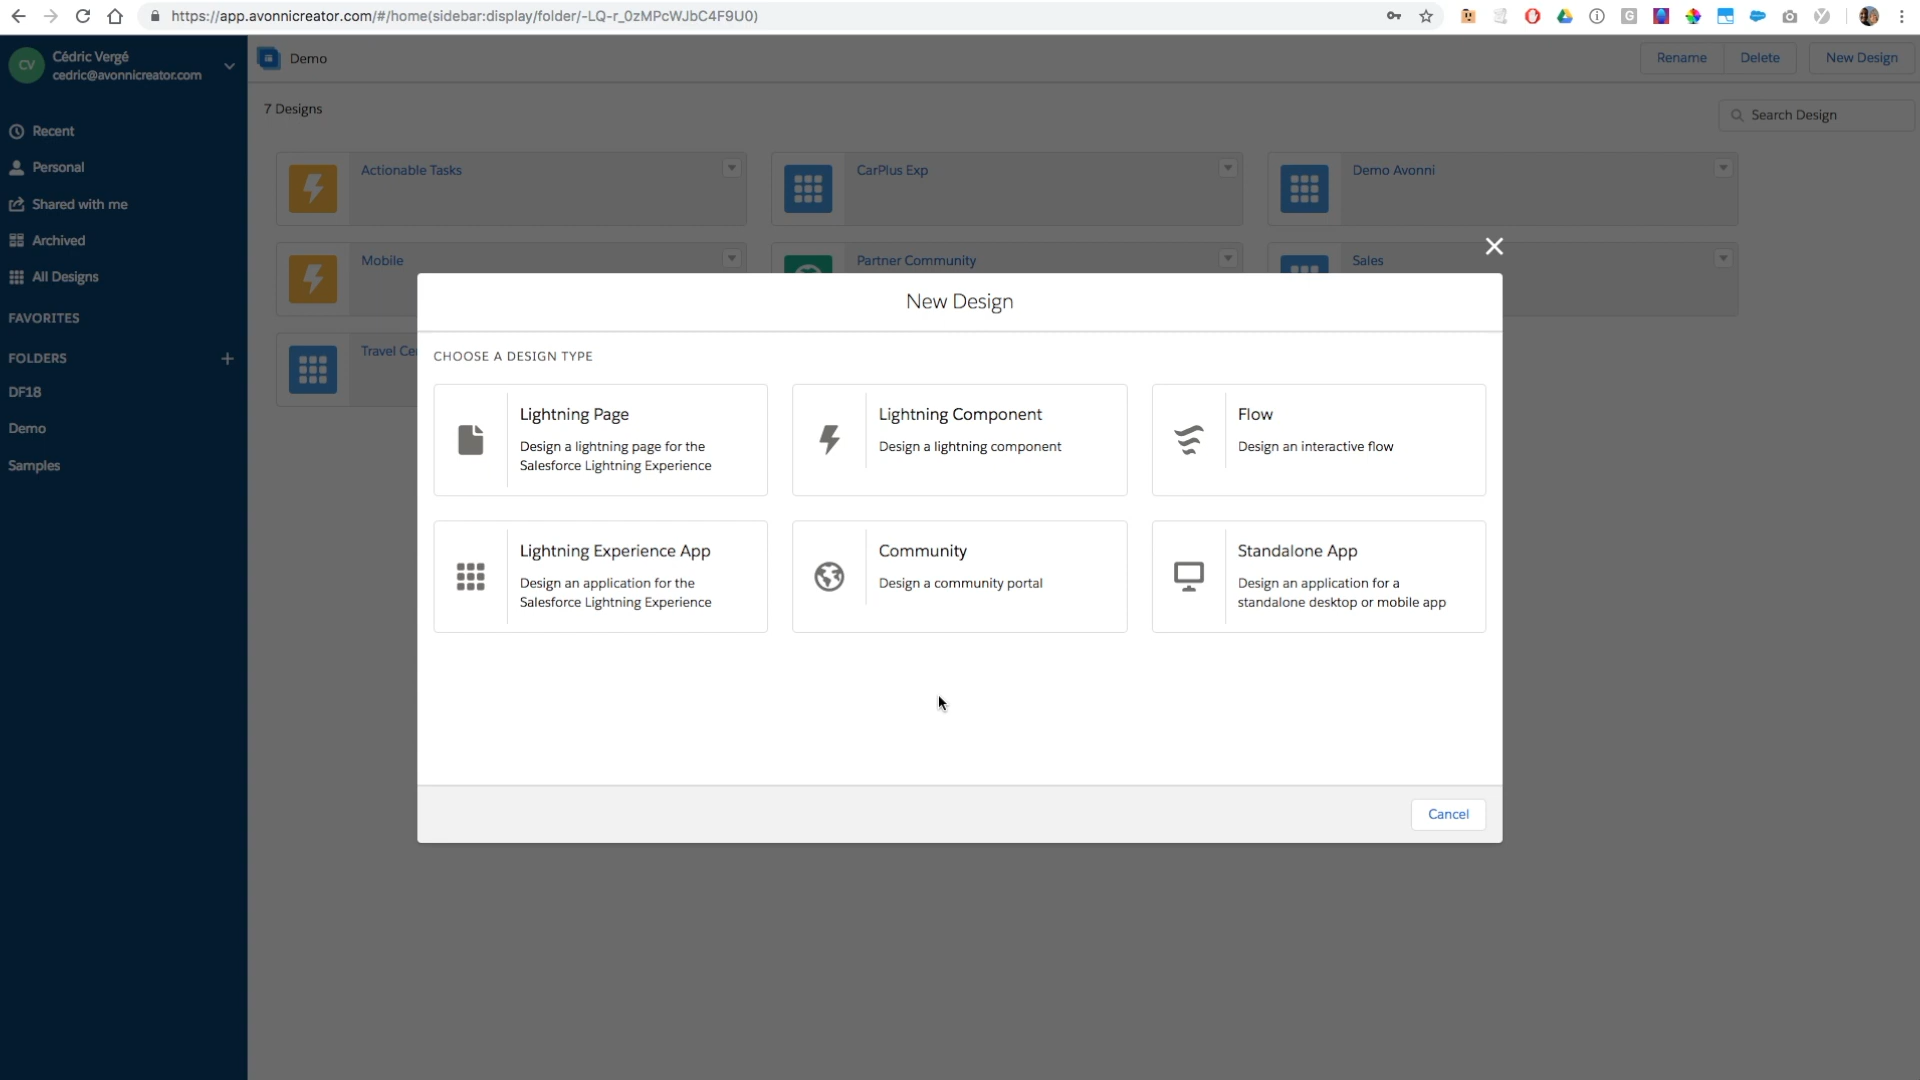 https://app.avonnicreator.com/#/home(sidebar:display/folder/-LQ-r_0zMPcWJbC4F9U0)
CV
Cédric Vergé
cedric@avonnicreator.com
Demo
Rename
Delete
New Design
7 Designs
Search Design
Recent
Personal
Shared with me
Archived
All Designs
FAVORITES
FOLDERS
DF18
Demo
Samples
Actionable Tasks
CarPlus Exp
Demo Avonni
Mobile
Partner Community
Sales
Travel Ce
New Design
CHOOSE A DESIGN TYPE
Lightning Page
Design a lightning page for the
Salesforce Lightning Experience
Lightning Component
Design a lightning component
Flow
Design an interactive flow
Lightning Experience App
Design an application for the
Salesforce Lightning Experience
Community
Design a community portal
Standalone App
Design an application for a
standalone desktop or mobile app
Cancel